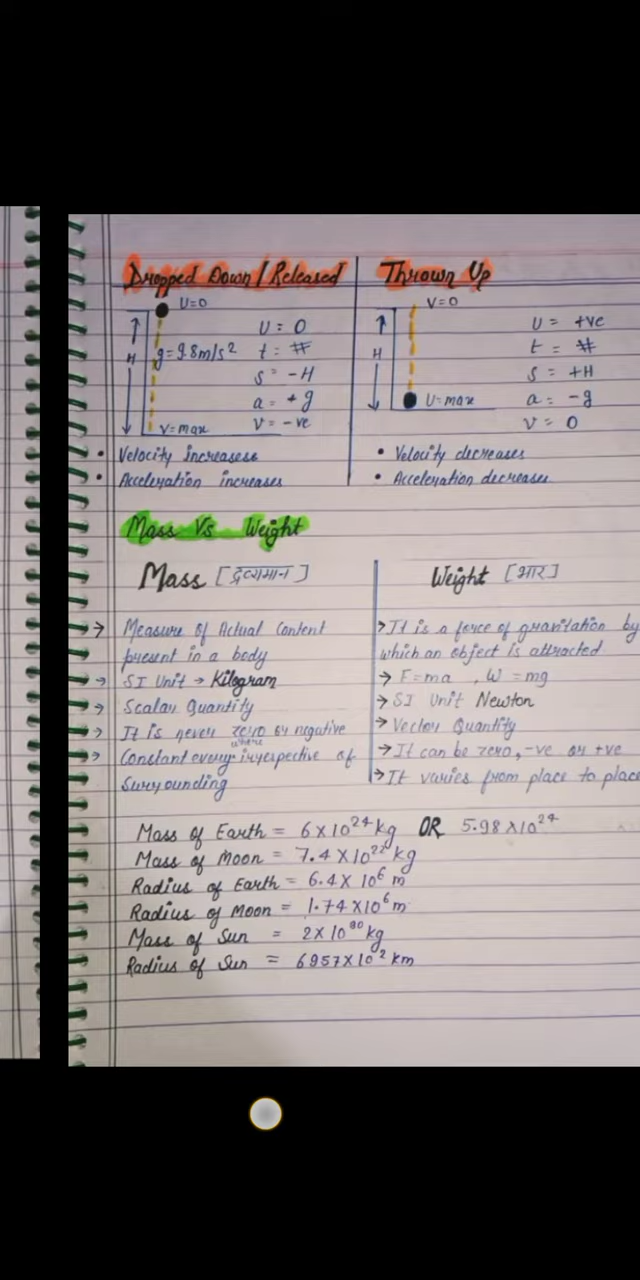 Dropped Down / Released
U=0
H
g=9.8m/s²
V=max
U = 0
t = #
s = -H
a = +g
V = -ve
• Velocity increasese
• Acceleration increases
Thrown Up
V=0
H
U=max
U = +ve
t = #
s = +H
a = -g
V = 0
• Velocity decreases
• Acceleration decreases
Mass Vs Weight
Mass [द्रव्यमान]
→ Measure of Actual Content
present in a body
→ SI Unit → Kilogram
→ Scalar Quantity
→ It is never zero or negative
→ Constant everywhere irrespective of
Surrounding
Weight [भार]
→ It is a force of gravitation by
which an object is attracted
→ F=ma , W=mg
→ SI Unit Newton
→ Vector Quantity
→ It can be zero, -ve or +ve
→ It varies from place to place
Mass of Earth = 6×10²⁴ kg OR 5.98×10²⁴
Mass of Moon = 7.4×10²² kg
Radius of Earth = 6.4×10⁶ m
Radius of Moon = 1.74×10⁶ m
Mass of Sun = 2×10³⁰ kg
Radius of Sun = 6957×10² km